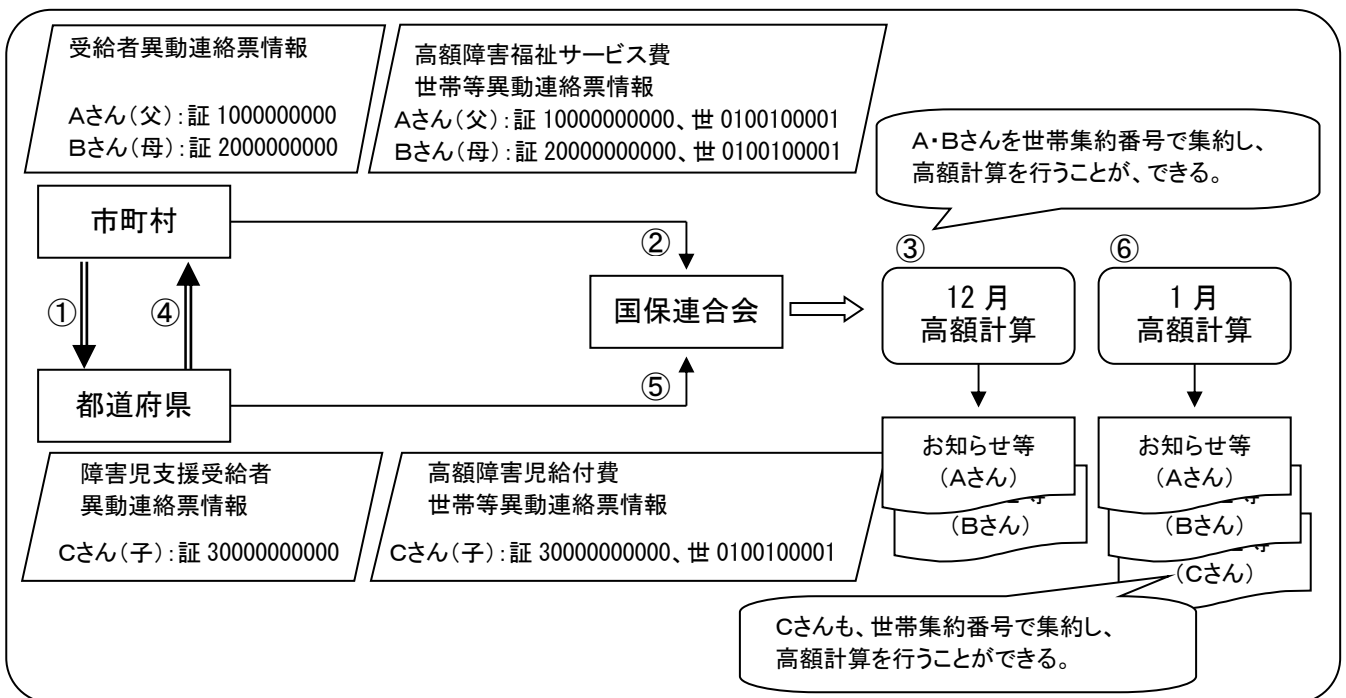 受給者異動連絡票情報
Aさん（父）：証 1000000000
Bさん（母）：証 2000000000
高額障害福祉サービス費
世帯等異動連絡票情報
Aさん（父）：証 10000000000、世 0100100001
Bさん（母）：証 20000000000、世 0100100001
A・Bさんを世帯集約番号で集約し、
高額計算を行うことが、できる。
市町村
②
③
⑥
①
④
国保連合会
12 月
高額計算
1 月
高額計算
都道府県
⑤
お知らせ等
（Aさん）
（Bさん）
お知らせ等
（Aさん）
（Bさん）
（Cさん）
障害児支援受給者
異動連絡票情報
Cさん（子）：証 30000000000
高額障害児給付費
世帯等異動連絡票情報
Cさん（子）：証 30000000000、世 0100100001
Cさんも、世帯集約番号で集約し、
高額計算を行うことができる。